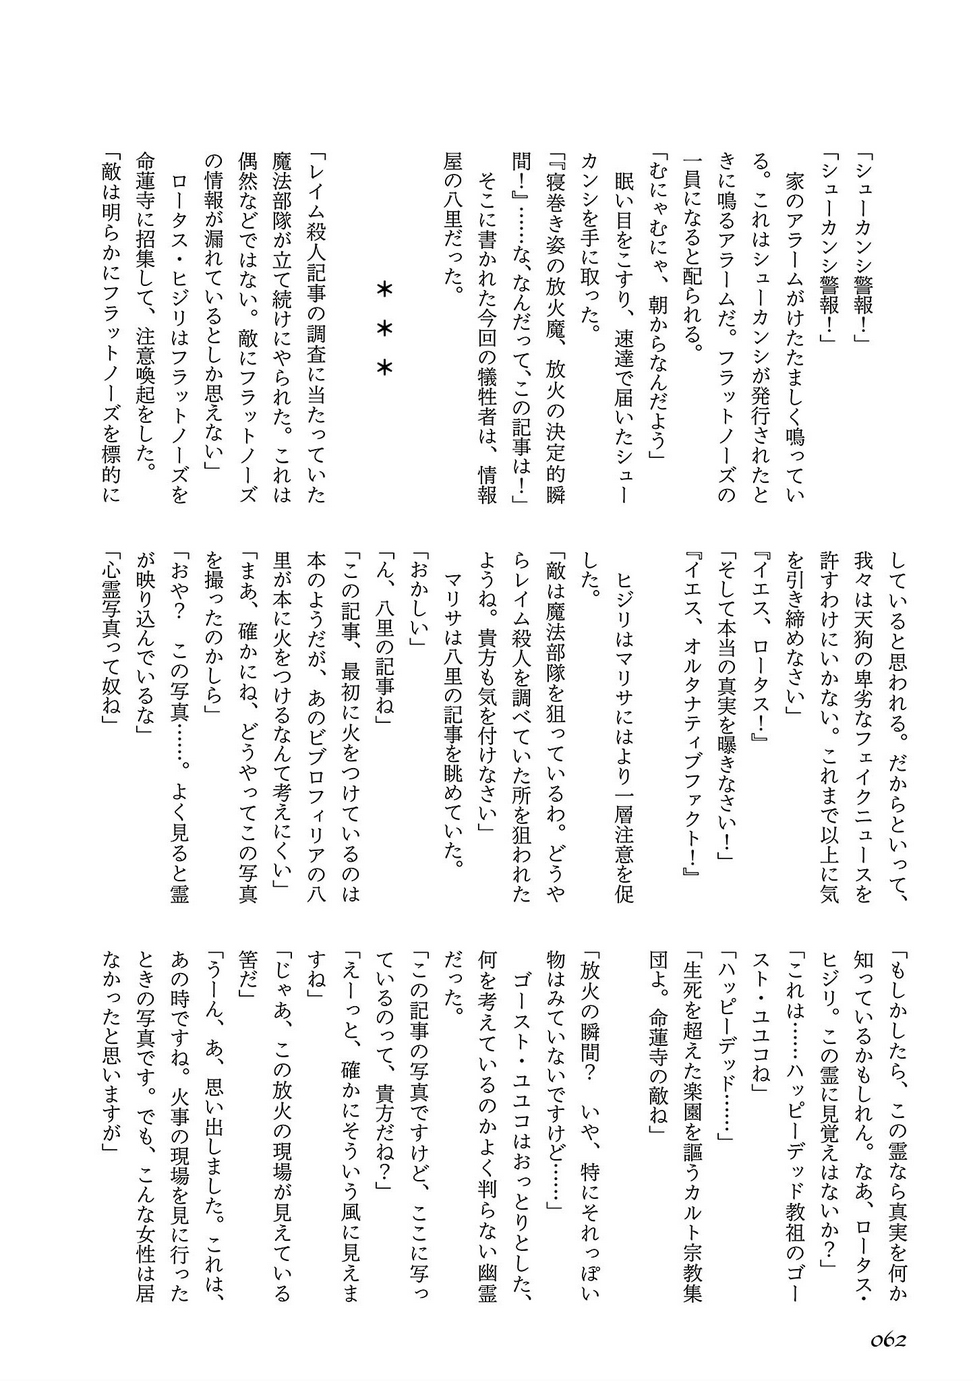 「シューカンシ警報！」
「シューカンシ警報！」
　家のアラームがけたたましく鳴ってい
る。これはシューカンシが発行されたと
きに鳴るアラームだ。フラットノーズの
一員になると配られる。
「むにゃむにゃ、朝からなんだよう」
　眠い目をこすり、速達で届いたシュー
カンシを手に取った。
「『寝巻き姿の放火魔、放火の決定的瞬
間！』……な、なんだって、この記事は！」
　そこに書かれた今回の犠牲者は、情報
屋の八里だった。
＊　＊　＊
「レイム殺人記事の調査に当たっていた
魔法部隊が立て続けにやられた。これは
偶然などではない。敵にフラットノーズ
の情報が漏れているとしか思えない」
　ロータス・ヒジリはフラットノーズを
命蓮寺に招集して、注意喚起をした。
「敵は明らかにフラットノーズを標的に
していると思われる。だからといって、
我々は天狗の卑劣なフェイクニュースを
許すわけにいかない。これまで以上に気
を引き締めなさい」
『イエス、ロータス！』
「そして本当の真実を曝きなさい！」
『イエス、オルタナティブファクト！』
　ヒジリはマリサにはより一層注意を促
した。
「敵は魔法部隊を狙っているわ。どうや
らレイム殺人を調べていた所を狙われた
ようね。貴方も気を付けなさい」
　マリサは八里の記事を眺めていた。
「おかしい」
「ん、八里の記事ね」
「この記事、最初に火をつけているのは
本のようだが、あのビブロフィリアの八
里が本に火をつけるなんて考えにくい」
「まあ、確かにね、どうやってこの写真
を撮ったのかしら」
「おや？　この写真……。よく見ると霊
が映り込んでいるな」
「心霊写真って奴ね」
「もしかしたら、この霊なら真実を何か
知っているかもしれん。なあ、ロータス・
ヒジリ。この霊に見覚えはないか？」
「これは……ハッピーデッド教祖のゴー
スト・ユユコね」
「ハッピーデッド……」
「生死を超えた楽園を謳うカルト宗教集
団よ。命蓮寺の敵ね」
「放火の瞬間？　いや、特にそれっぽい
物はみていないですけど……」
　ゴースト・ユユコはおっとりとした、
何を考えているのかよく判らない幽霊
だった。
「この記事の写真ですけど、ここに写っ
ているのって、貴方だね？」
「えーっと、確かにそういう風に見えま
すね」
「じゃあ、この放火の現場が見えている
筈だ」
「うーん、あ、思い出しました。これは、
あの時ですね。火事の現場を見に行った
ときの写真です。でも、こんな女性は居
なかったと思いますが」
062